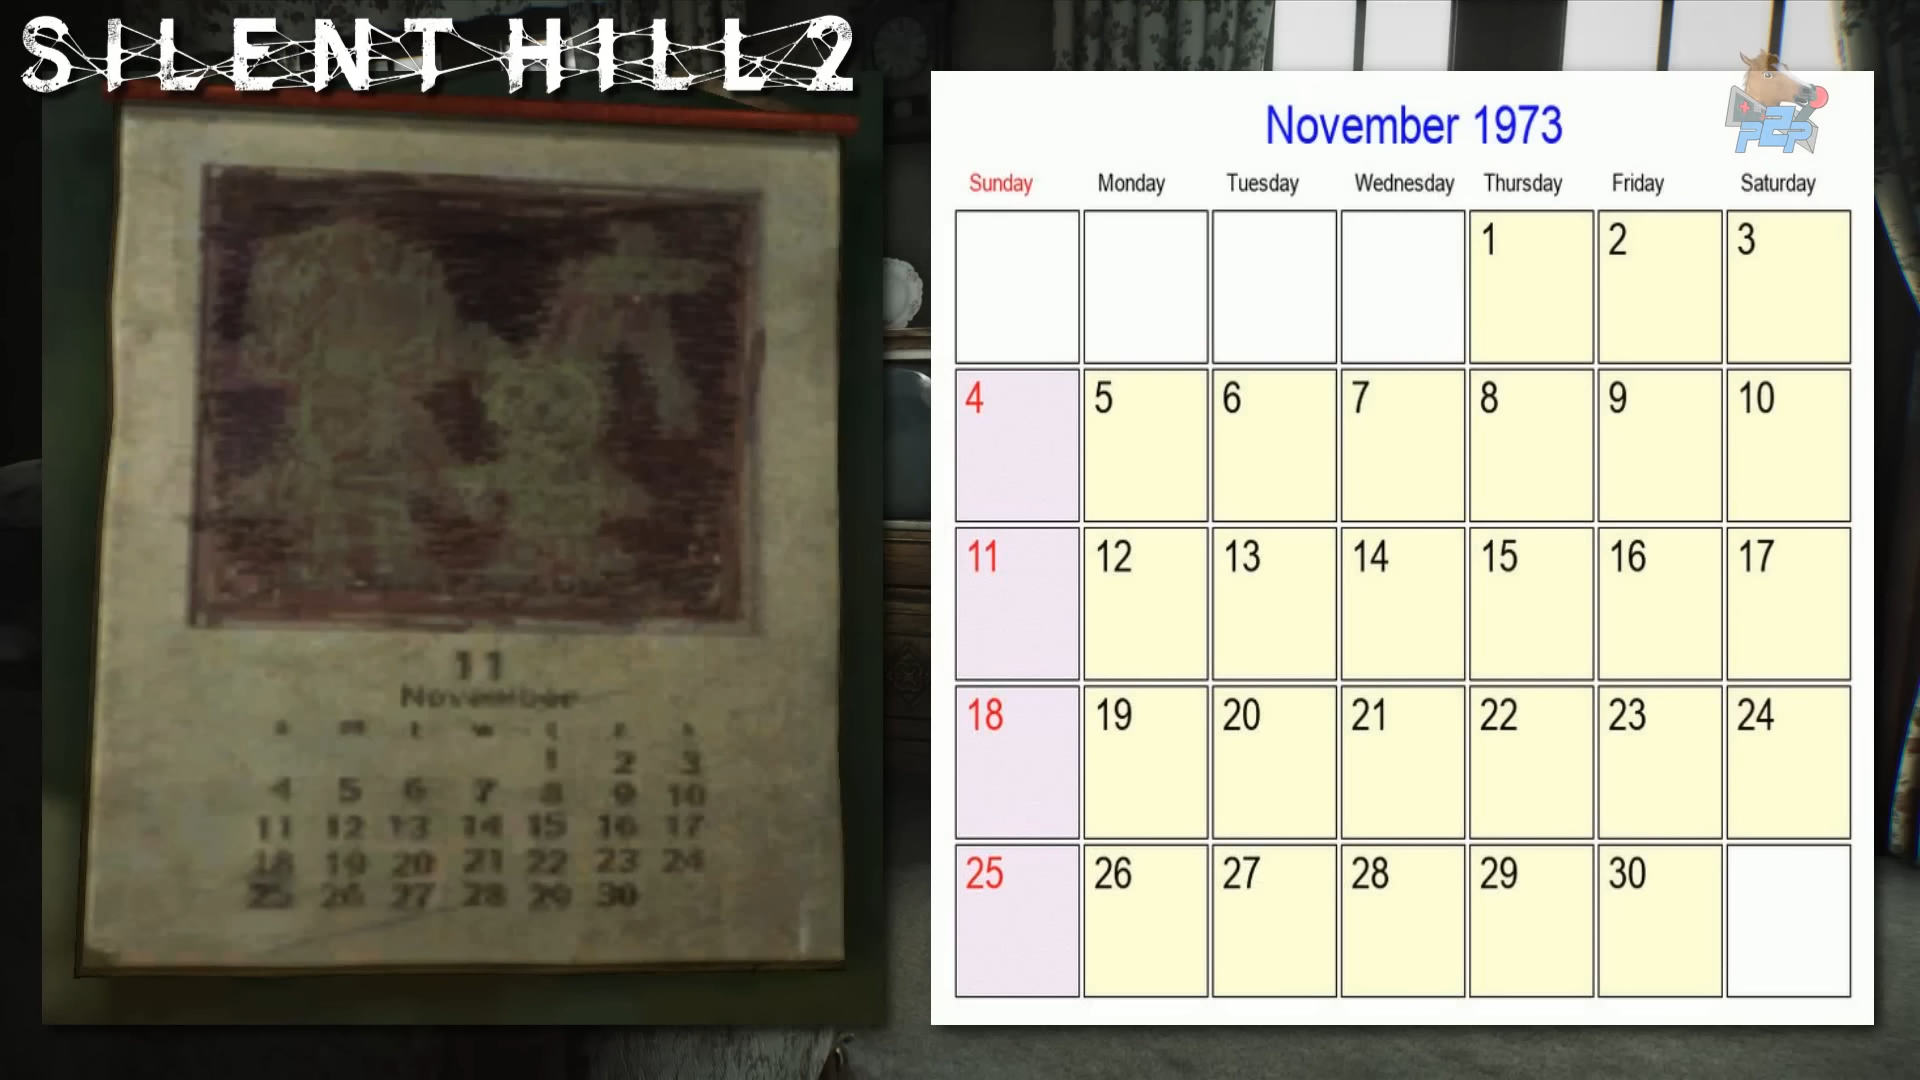 SILENT HILL 2
11
November
1 2 3
4 5 6 7 8 9 10
11 12 13 14 15 16 17
18 19 20 21 22 23 24
25 26 27 28 29 30
P2P
November 1973
Sunday Monday Tuesday Wednesday Thursday Friday Saturday
1 2 3
4 5 6 7 8 9 10
11 12 13 14 15 16 17
18 19 20 21 22 23 24
25 26 27 28 29 30